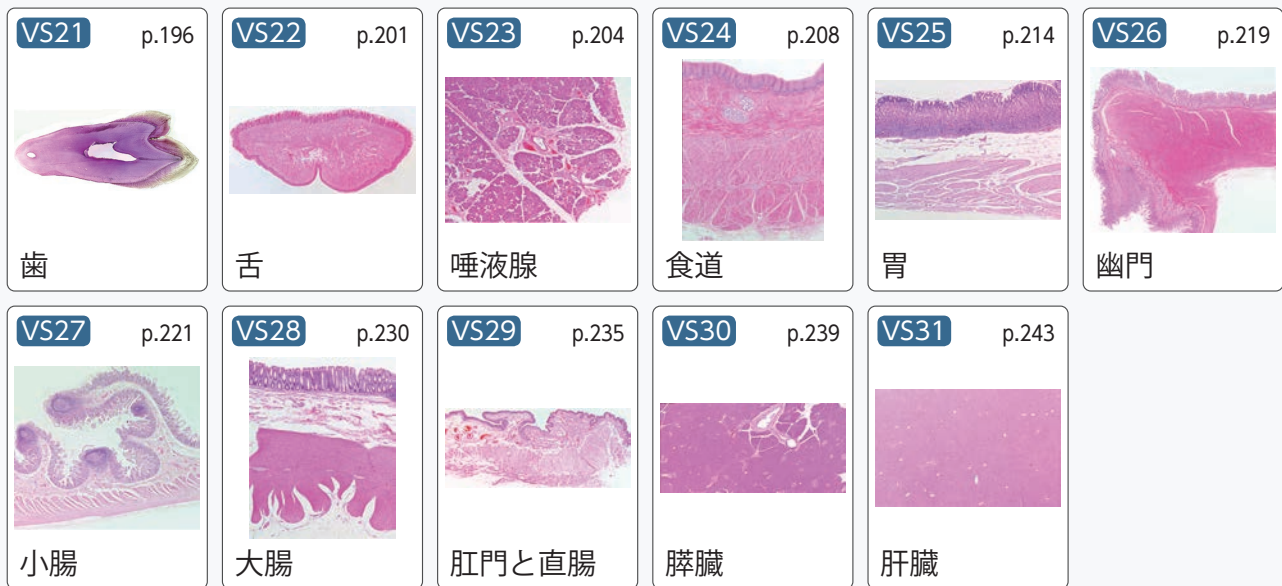 VS21 p.196
歯
VS22 p.201
舌
VS23 p.204
唾液腺
VS24 p.208
食道
VS25 p.214
胃
VS26 p.219
幽門
VS27 p.221
小腸
VS28 p.230
大腸
VS29 p.235
肛門と直腸
VS30 p.239
膵臓
VS31 p.243
肝臓